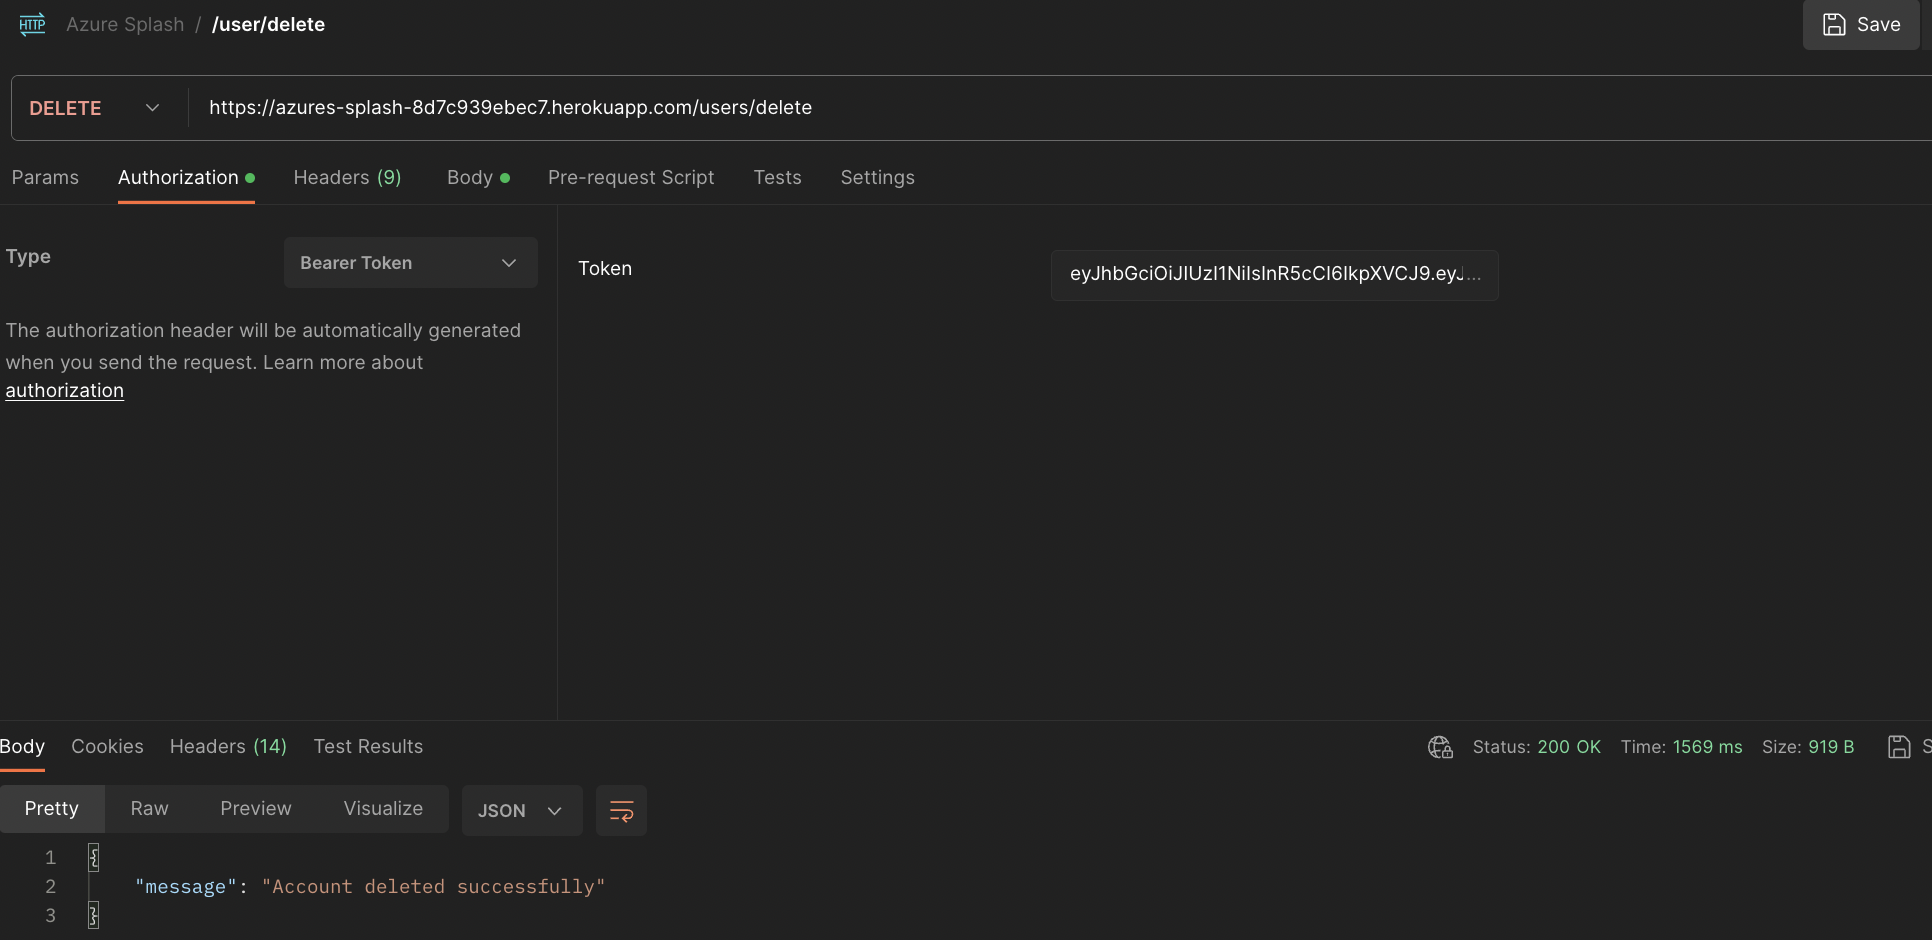 HTTP Azure Splash / /user/delete
Save
DELETE https://azures-splash-8d7c939ebec7.herokuapp.com/users/delete
Params Authorization Headers (9) Body Pre-request Script Tests Settings
Type Bearer Token
The authorization header will be automatically generated
when you send the request. Learn more about
authorization
Token eyJhbGciOiJIUzI1NiIsInR5cCI6IkpXVCJ9.eyJ...
Body Cookies Headers (14) Test Results
Status: 200 OK Time: 1569 ms Size: 919 B S
Pretty Raw Preview Visualize JSON
1 {
2 "message": "Account deleted successfully"
3 }